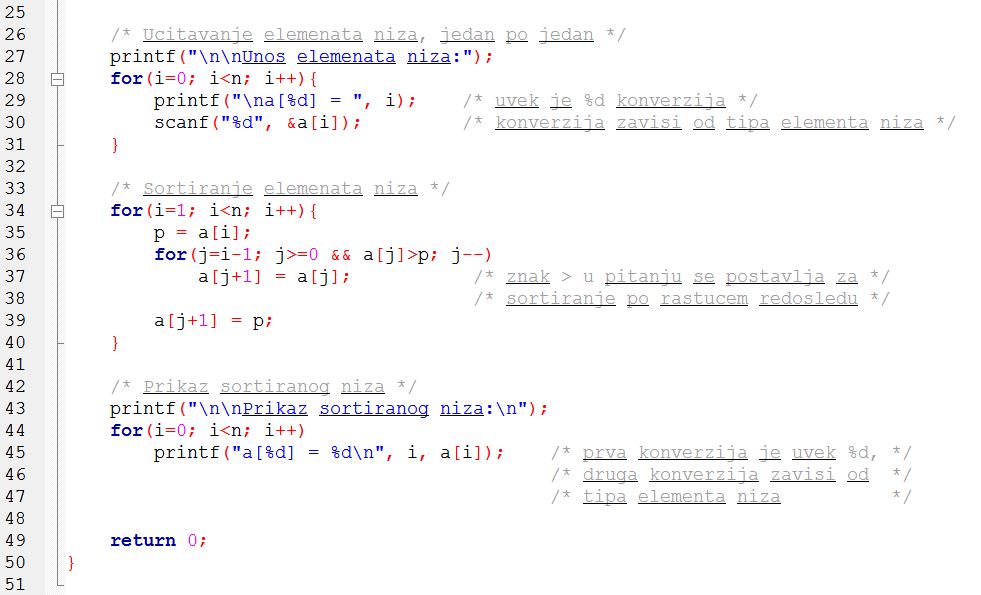 25
26 /* Ucitavanje elemenata niza, jedan po jedan */
27 printf("\n\nUnos elemenata niza:");
28 for(i=0; i<n; i++){
29 printf("\na[%d] = ", i); /* uvek je %d konverzija */
30 scanf("%d", &a[i]); /* konverzija zavisi od tipa elementa niza */
31 }
32
33 /* Sortiranje elemenata niza */
34 for(i=1; i<n; i++){
35 p = a[i];
36 for(j=i-1; j>=0 && a[j]>p; j--)
37 a[j+1] = a[j]; /* znak > u pitanju se postavlja za */
38 /* sortiranje po rastucem redosledu */
39 a[j+1] = p;
40 }
41
42 /* Prikaz sortiranog niza */
43 printf("\n\nPrikaz sortiranog niza:\n");
44 for(i=0; i<n; i++)
45 printf("a[%d] = %d\n", i, a[i]); /* prva konverzija je uvek %d, */
46 /* druga konverzija zavisi od */
47 /* tipa elementa niza */
48
49 return 0;
50 }
51